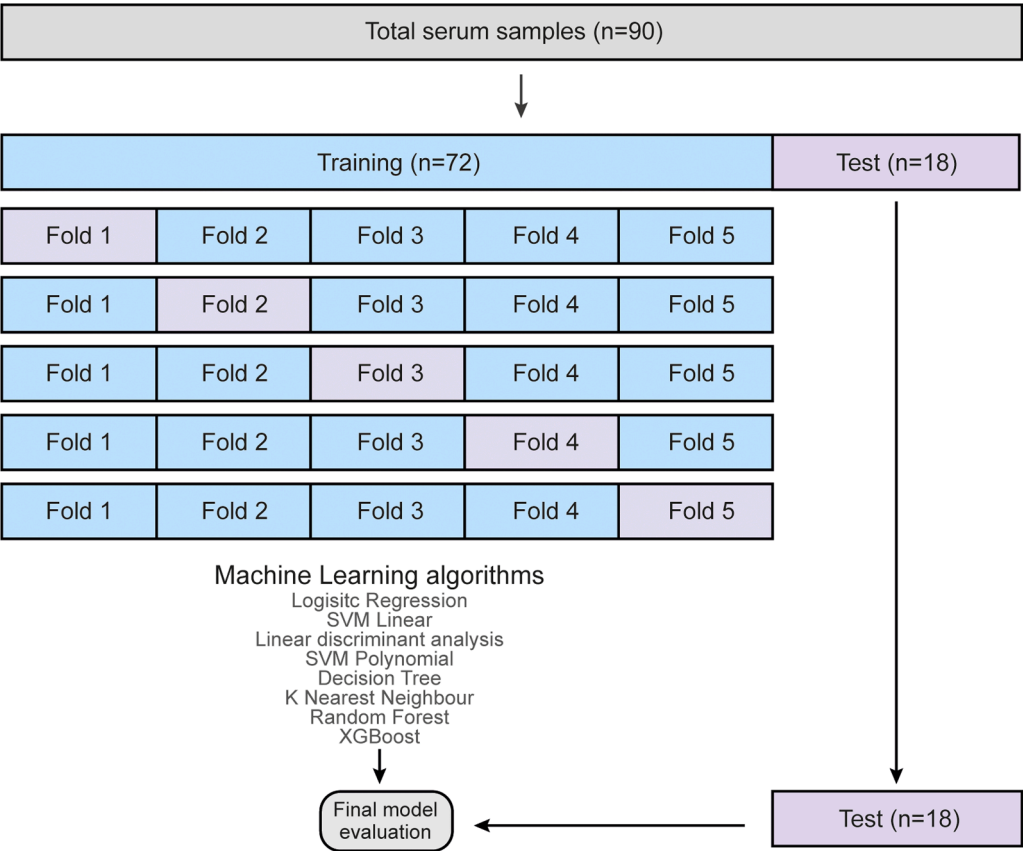 Total serum samples (n=90)
Training (n=72) Test (n=18)
Fold 1 Fold 2 Fold 3 Fold 4 Fold 5
Fold 1 Fold 2 Fold 3 Fold 4 Fold 5
Fold 1 Fold 2 Fold 3 Fold 4 Fold 5
Fold 1 Fold 2 Fold 3 Fold 4 Fold 5
Fold 1 Fold 2 Fold 3 Fold 4 Fold 5
Machine Learning algorithms
Logisitc Regression
SVM Linear
Linear discriminant analysis
SVM Polynomial
Decision Tree
K Nearest Neighbour
Random Forest
XGBoost
Final model
evaluation
Test (n=18)